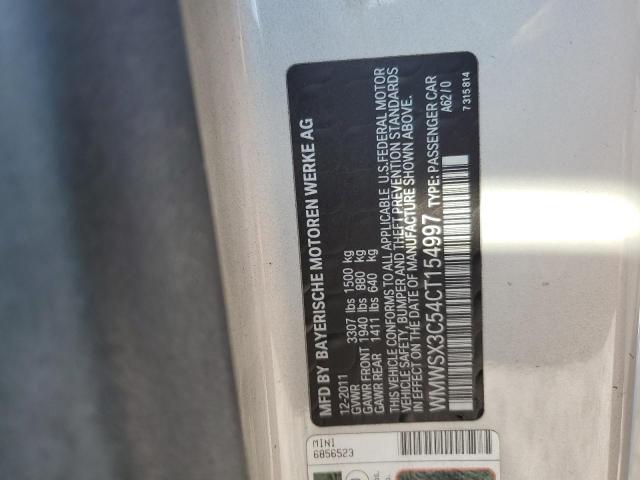 MFD BY BAYERISCHE MOTOREN WERKE AG
12-2011
GVWR 3307 lbs 1500 kg
GAWR FRONT 1940 lbs 880 kg
GAWR REAR 1411 lbs 640 kg
THIS VEHICLE CONFORMS TO ALL APPLICABLE U.S.FEDERAL MOTOR
VEHICLE SAFETY, BUMPER AND THEFT PREVENTION STANDARDS
IN EFFECT ON THE DATE OF MANUFACTURE SHOWN ABOVE.
WMWSX3C54CT154997 TYPE: PASSENGER CAR
A62/0
7315814
MINI
6856523